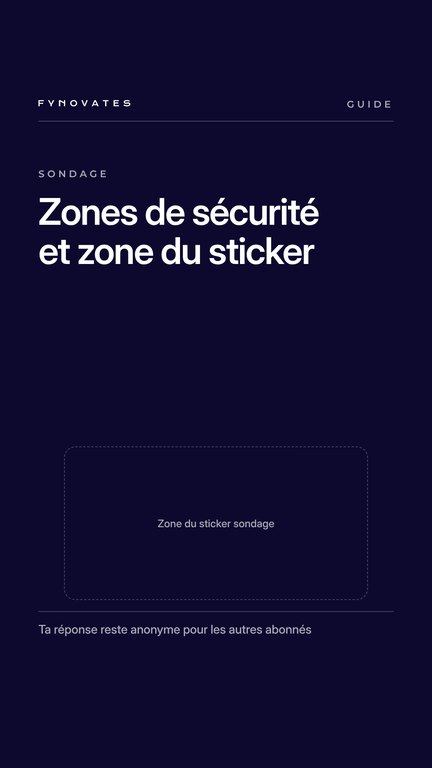 FYNOVATES
GUIDE
SONDAGE
Zones de sécurité
et zone du sticker
Zone du sticker sondage
Ta réponse reste anonyme pour les autres abonnés